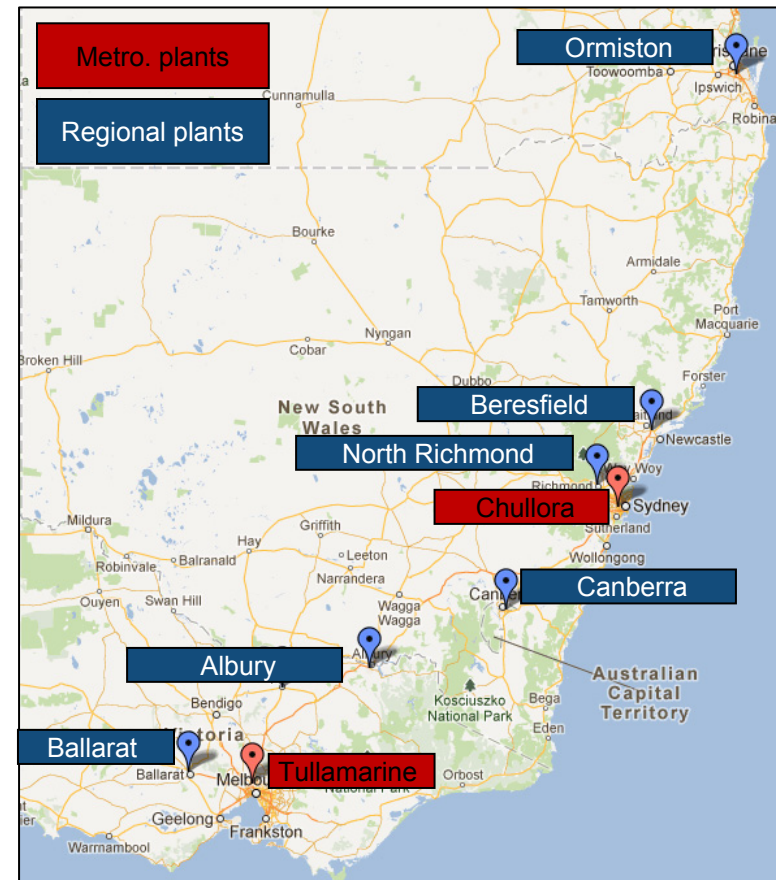 Metro. plants
Regional plants
Ormiston
Toowoomba
Ipswich
Robina
Cunnamulla
Bourke
Armidale
Tamworth
Port
Macquarie
Nyngan
Cobar
Broken Hill
Dubbo
Forster
Beresfield
New South
Wales
Newcastle
North Richmond
Woy
Richmond
Chullora
Sydney
Sutherland
Mildura
Griffith
Wollongong
Hay
Leeton
Robinvale
Balranald
Narrandera
Canberra
Ouyen
Swan Hill
Wagga
Wagga
Albury
Australian
Capital
Territory
Kosciuszko
National Park
Bega
Bendigo
Eden
Ballarat
Victoria
Ballarat
Tullamarine
Orbost
Geelong
Frankston
Warrnambool